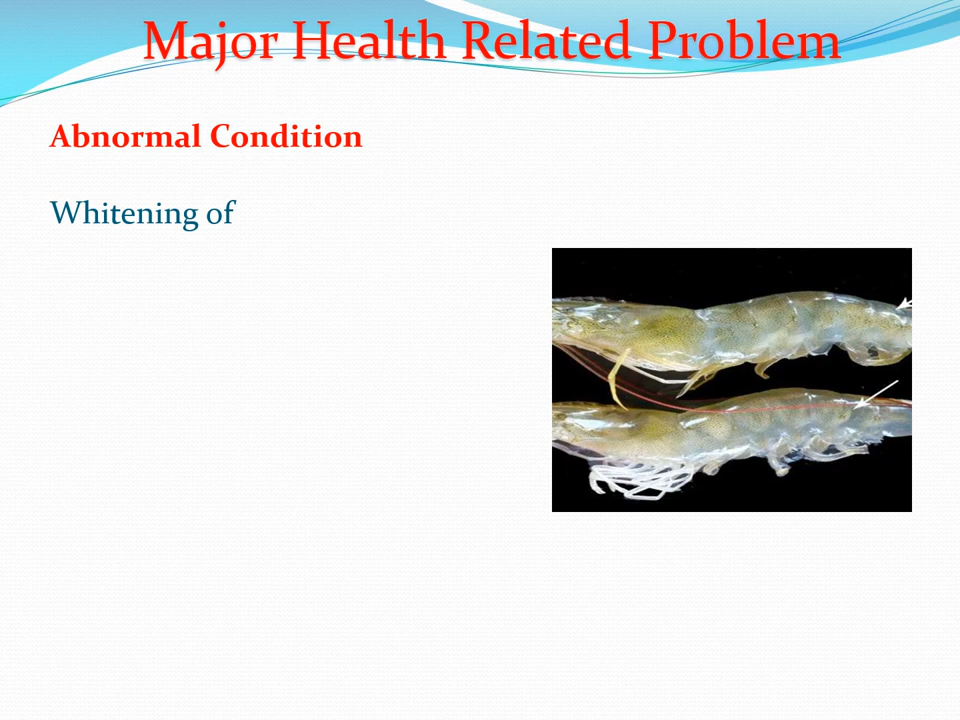 Major Health Related Problem
Abnormal Condition
Whitening of